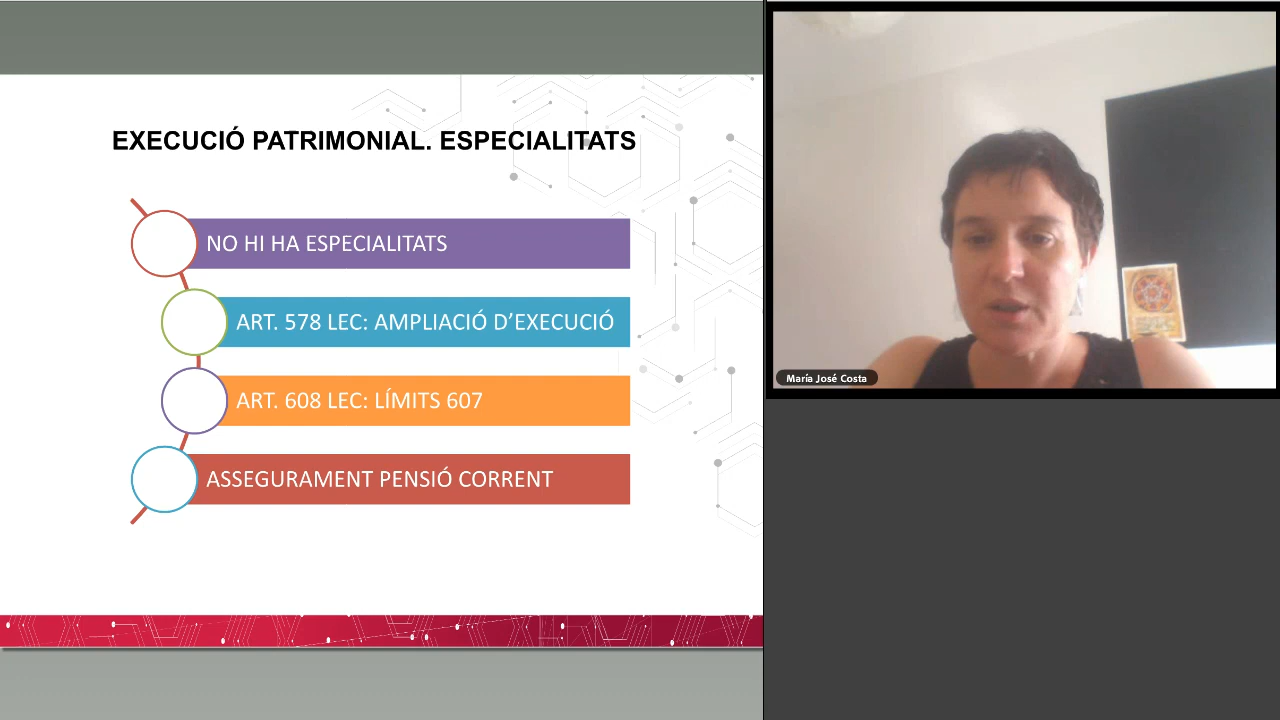 EXECUCIÓ PATRIMONIAL. ESPECIALITATS
NO HI HA ESPECIALITATS
ART. 578 LEC: AMPLIACIÓ D’EXECUCIÓ
ART. 608 LEC: LÍMITS 607
ASSEGURAMENT PENSIÓ CORRENT
María José Costa